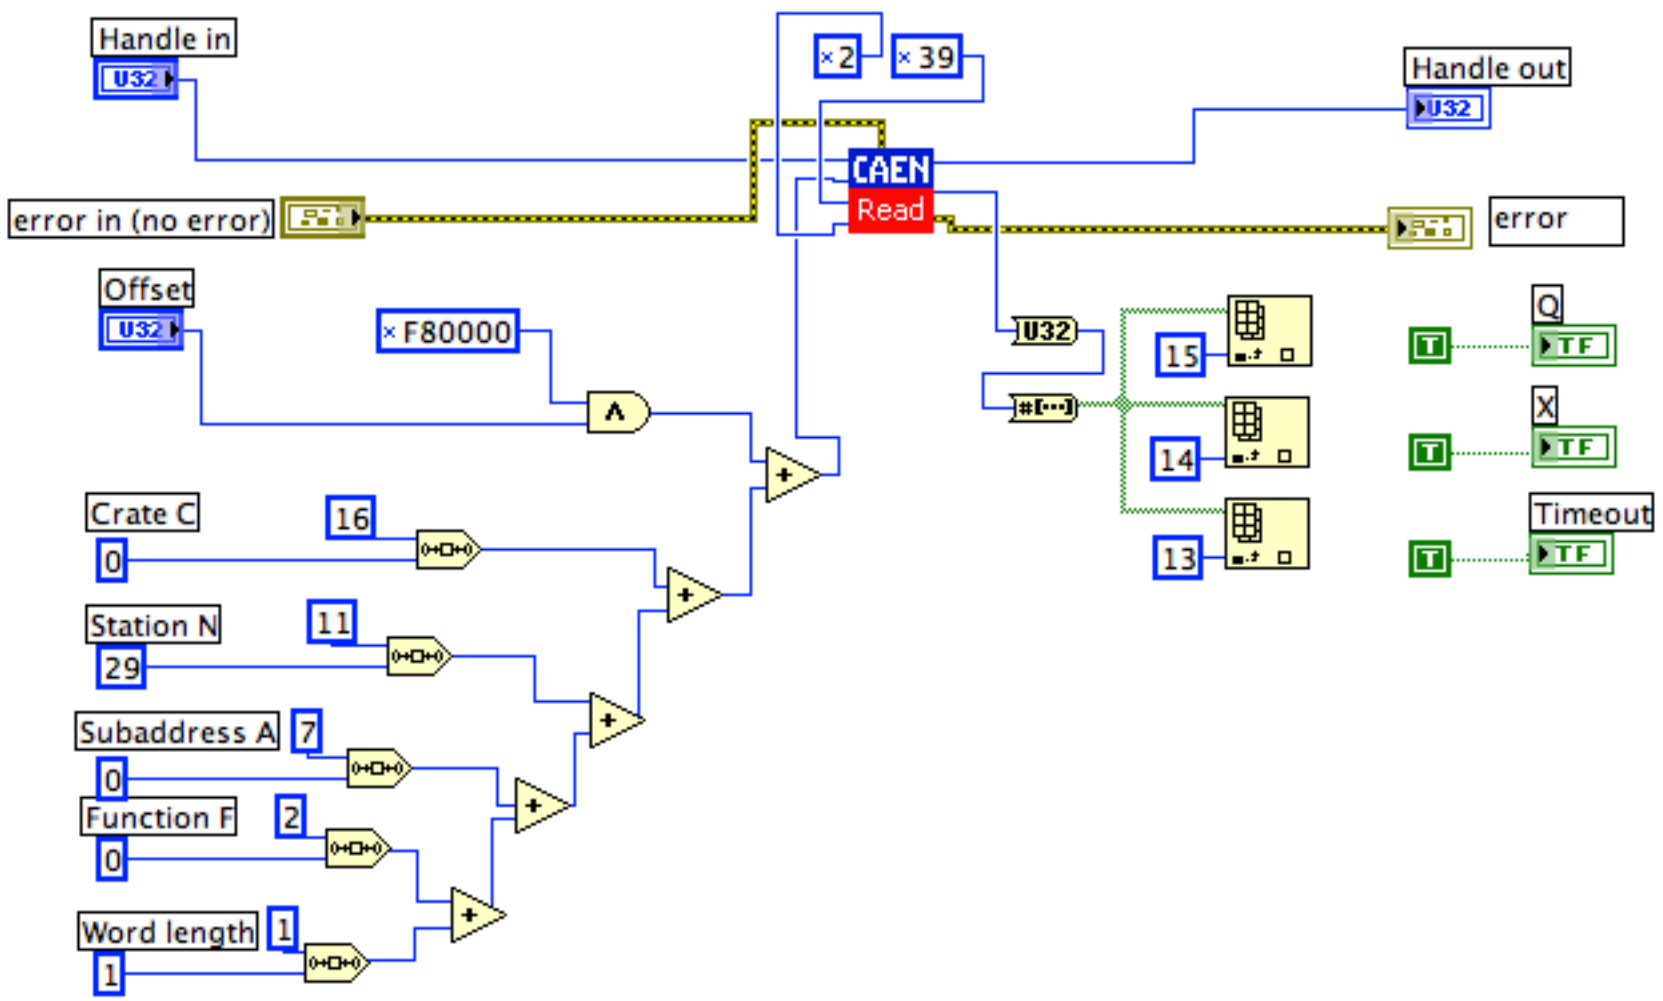 Handle in
U32
×2
×39
Handle out
U32
CAEN
Read
error in (no error)
error
Offset
U32
×F80000
U32
15
Q
T
TF
#[...]
14
X
T
TF
Crate C
16
0
13
Timeout
T
TF
Station N
11
29
Subaddress A
7
0
Function F
2
0
Word length
1
1